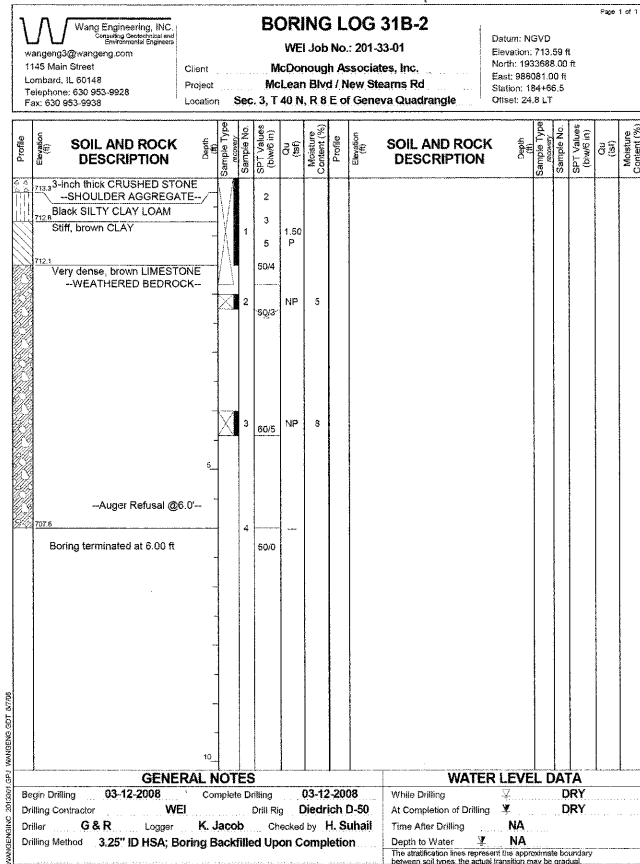 Page 1 of 1
Wang Engineering, INC.
Consulting Geotechnical and
Environmental Engineers
wangeng3@wangeng.com
1145 Main Street
Lombard, IL 60148
Telephone: 630 953-9928
Fax: 630 953-9938
BORING LOG 31B-2
WEI Job No.: 201-33-01
Client McDonough Associates, Inc.
Project McLean Blvd / New Stearns Rd
Location Sec. 3, T 40 N, R 8 E of Geneva Quadrangle
Datum: NGVD
Elevation: 713.59 ft
North: 1933688.00 ft
East: 986081.00 ft
Station: 184+66.5
Offset: 24.8 LT
Profile
Elevation (ft)
SOIL AND ROCK DESCRIPTION
Depth (ft)
Sample Type
recovery
Sample No.
SPT Values (blw/6 in)
Qu (tsf)
Moisture Content (%)
Profile
Elevation (ft)
SOIL AND ROCK DESCRIPTION
Depth (ft)
Sample Type
recovery
Sample No.
SPT Values (blw/6 in)
Qu (tsf)
Moisture Content (%)
713.3 3-inch thick CRUSHED STONE
--SHOULDER AGGREGATE--
2
712.8 Black SILTY CLAY LOAM
3
Stiff, brown CLAY
1 1.50
5 P
712.1
50/4
Very dense, brown LIMESTONE
--WEATHERED BEDROCK--
2 NP 5
50/3
3 60/5 NP 8
5
--Auger Refusal @6.0'--
707.6
4 ---
Boring terminated at 6.00 ft
50/0
10
GENERAL NOTES
Begin Drilling 03-12-2008 Complete Drilling 03-12-2008
Drilling Contractor WEI Drill Rig Diedrich D-50
Driller G & R Logger K. Jacob Checked by H. Suhail
Drilling Method 3.25" ID HSA; Boring Backfilled Upon Completion
WATER LEVEL DATA
While Drilling DRY
At Completion of Drilling DRY
Time After Drilling NA
Depth to Water NA
The stratification lines represent the approximate boundary
between soil types; the actual transition may be gradual.
WANGENGINC 2013301.GPJ WANGENG.GDT 5/7/08